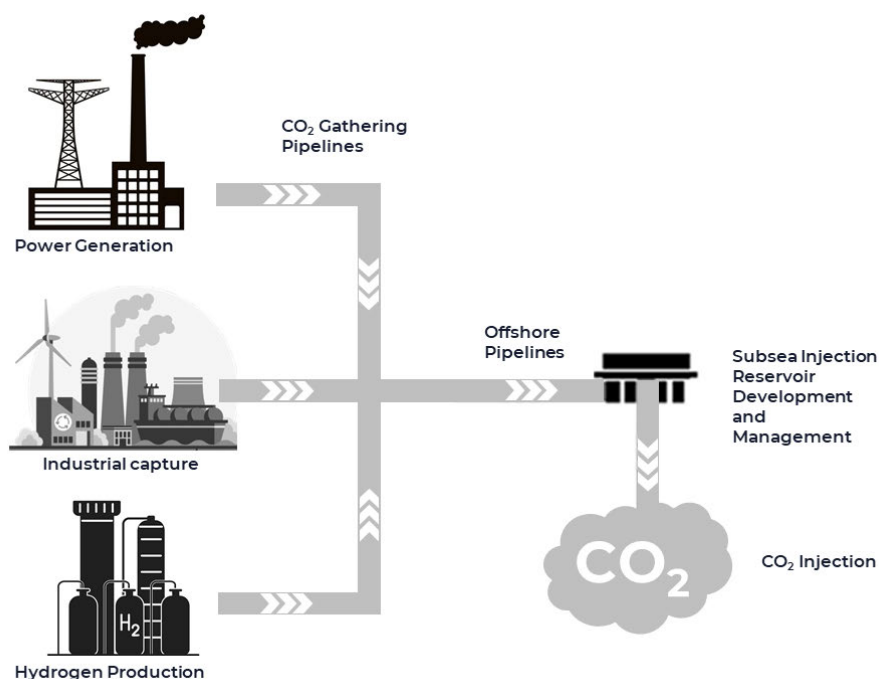 CO₂ Gathering
Pipelines
Power Generation
Offshore
Pipelines
Subsea Injection
Reservoir
Development
and
Management
Industrial capture
CO₂
CO₂ Injection
H₂
Hydrogen Production